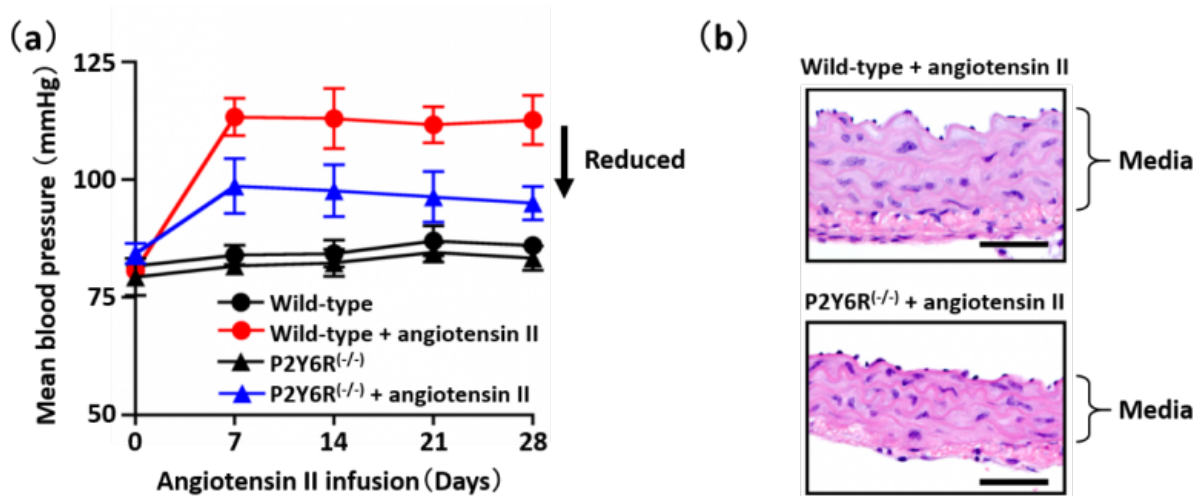 (a)
125
100
75
50
Mean blood pressure (mmHg)
Reduced
Wild-type
Wild-type + angiotensin II
P2Y6R(-/-)
P2Y6R(-/-) + angiotensin II
0 7 14 21 28
Angiotensin II infusion (Days)
(b)
Wild-type + angiotensin II
Media
P2Y6R(-/-) + angiotensin II
Media